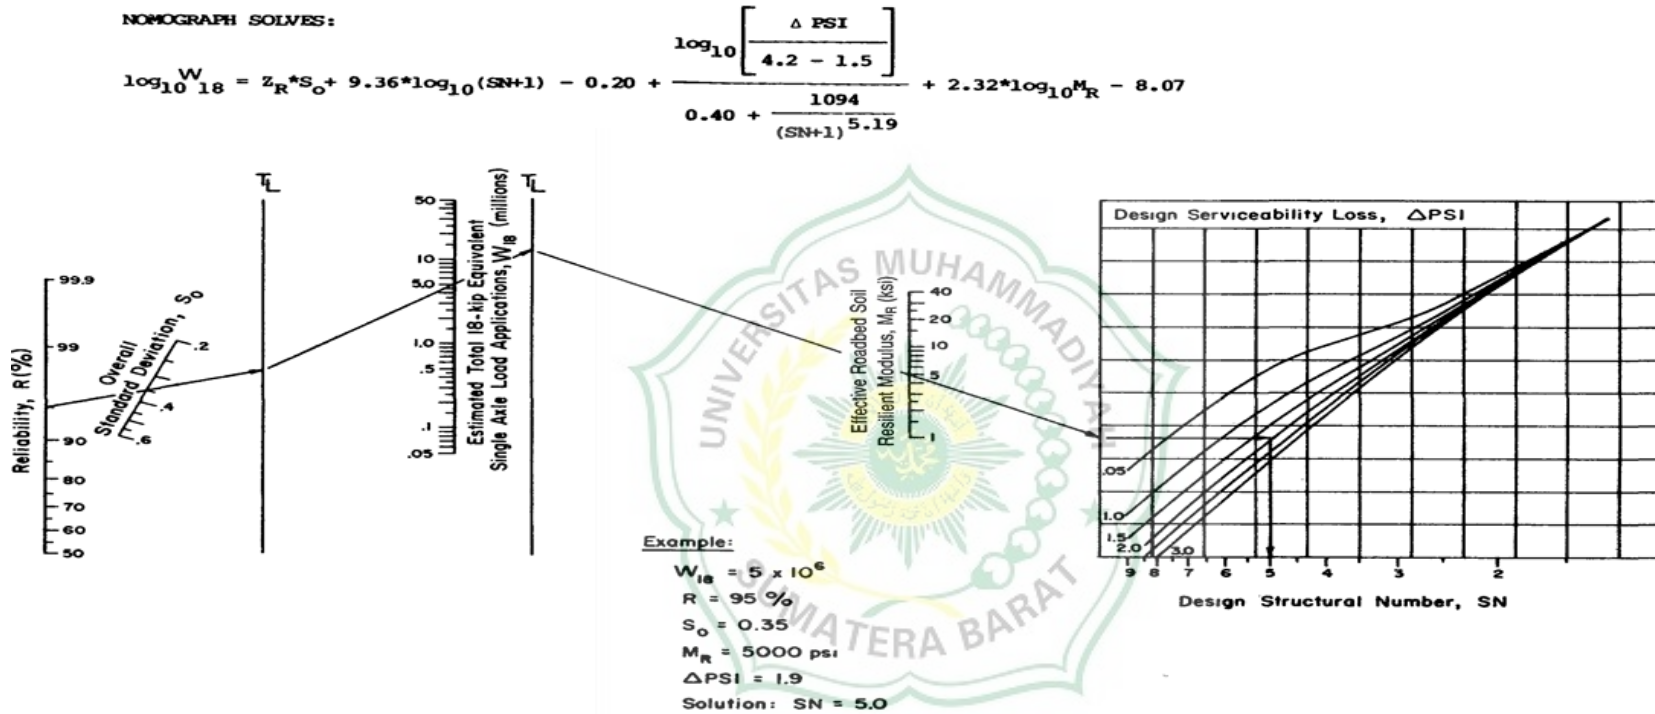 NOMOGRAPH SOLVES:
log10 W18 = ZR*So + 9.36*log10(SN+1) - 0.20 + log10[Δ PSI / 4.2 - 1.5] / 0.40 + 1094 / (SN+1)5.19 + 2.32*log10MR - 8.07
TL
TL
Reliability, R (%)
99.9
99
90
80
70
60
50
Overall
Standard Deviation, So
.2
.4
.6
Estimated Total 18-kip Equivalent
Single Axle Load Applications, W18 (millions)
50
10
5.0
1.0
.5
.1
.05
Effective Roadbed Soil
Resilient Modulus, MR (ksi)
40
20
10
5
1
Design Serviceability Loss, ΔPSI
.05
1.0
1.5
2.0
3.0
9 8 7 6 5 4 3 2
Design Structural Number, SN
Example:
W18 = 5 x 10^6
R = 95 %
So = 0.35
MR = 5000 psi
ΔPSI = 1.9
Solution: SN = 5.0
UNIVERSITAS MUHAMMADIYAH
SUMATERA BARAT